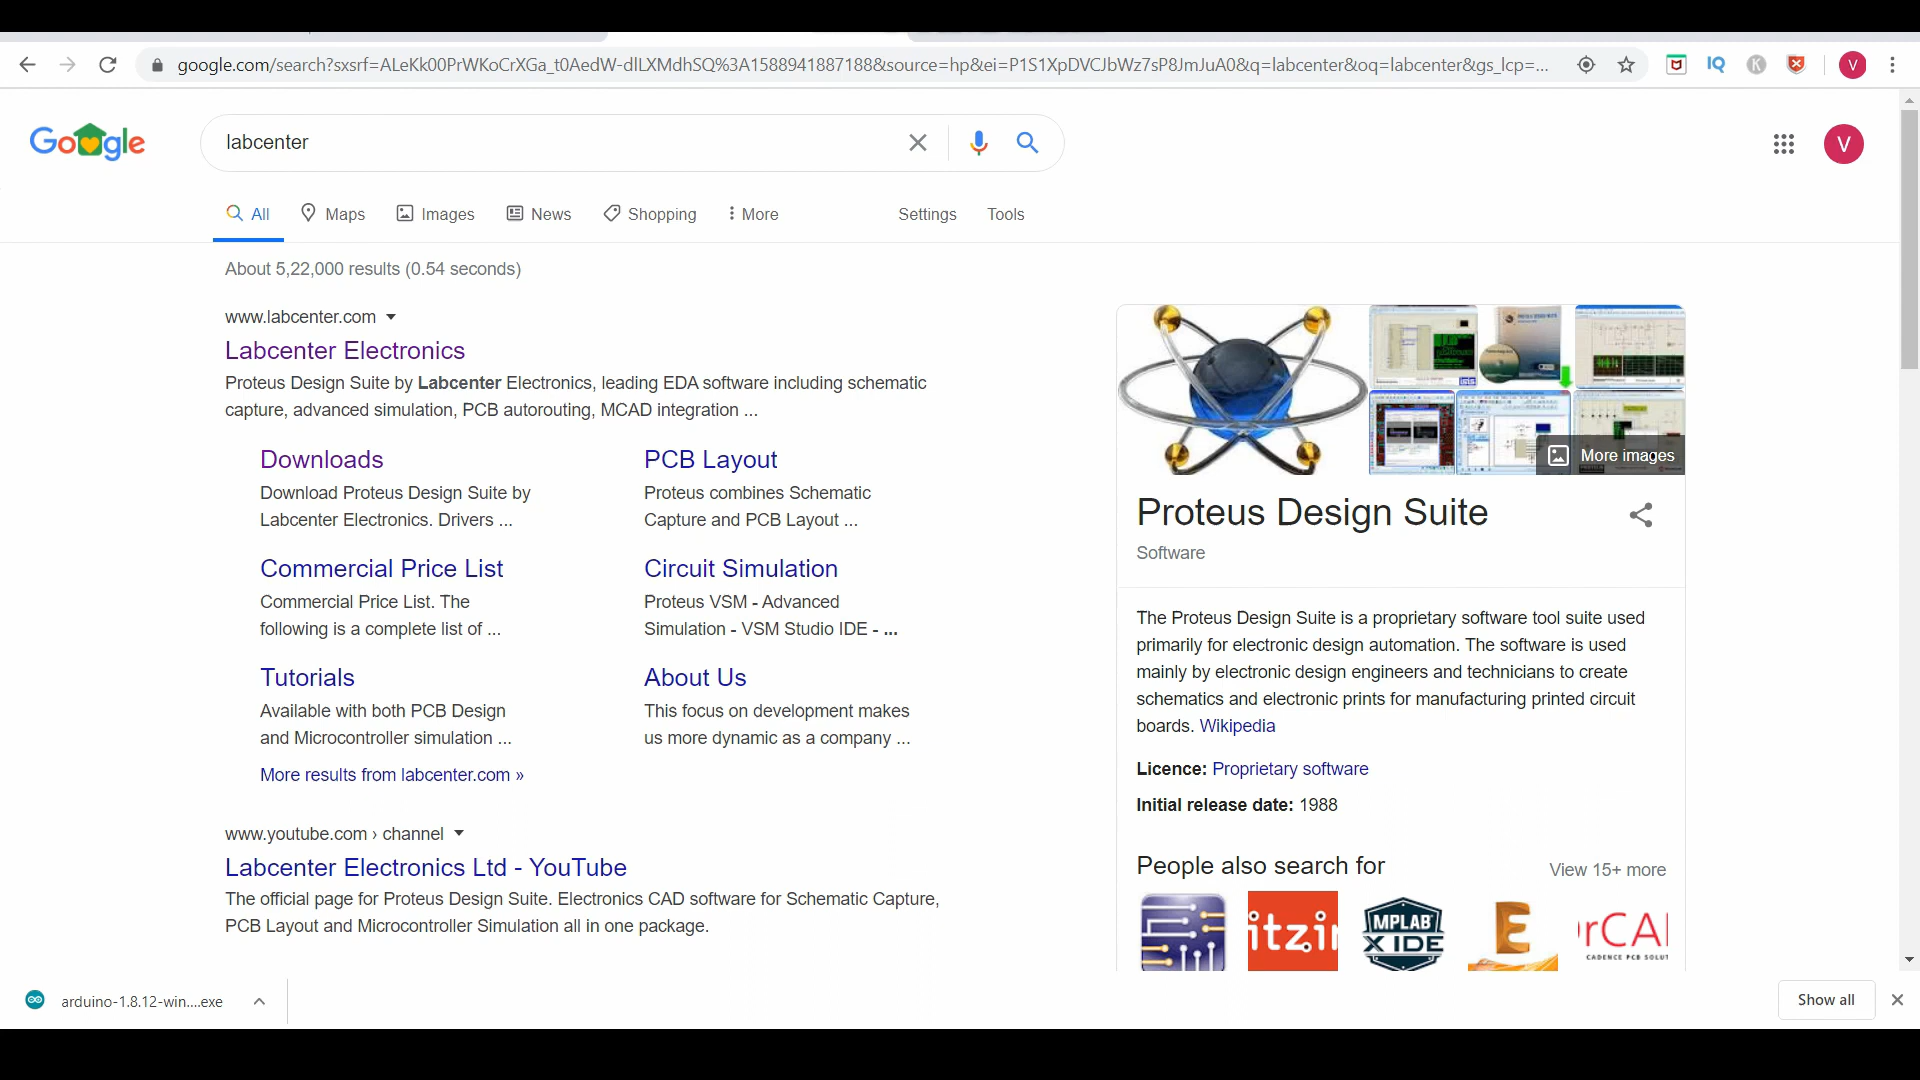 google.com/search?sxsrf=ALeKk00PrWKoCrXGa_t0AedW-dlLXMdhSQ%3A1588941887188&source=hp&ei=P1S1XpDVCJbWz7sP8JmJuA0&q=labcenter&oq=labcenter&gs_lcp=...
IQ
K
V
Google
labcenter
V
All
Maps
Images
News
Shopping
More
Settings
Tools
About 5,22,000 results (0.54 seconds)
www.labcenter.com
Labcenter Electronics
Proteus Design Suite by Labcenter Electronics, leading EDA software including schematic
capture, advanced simulation, PCB autorouting, MCAD integration ...
Downloads
Download Proteus Design Suite by
Labcenter Electronics. Drivers ...
PCB Layout
Proteus combines Schematic
Capture and PCB Layout ...
Commercial Price List
Commercial Price List. The
following is a complete list of ...
Circuit Simulation
Proteus VSM - Advanced
Simulation - VSM Studio IDE - ...
Tutorials
Available with both PCB Design
and Microcontroller simulation ...
About Us
This focus on development makes
us more dynamic as a company ...
More results from labcenter.com »
www.youtube.com › channel
Labcenter Electronics Ltd - YouTube
The official page for Proteus Design Suite. Electronics CAD software for Schematic Capture,
PCB Layout and Microcontroller Simulation all in one package.
More images
Proteus Design Suite
Software
The Proteus Design Suite is a proprietary software tool suite used
primarily for electronic design automation. The software is used
mainly by electronic design engineers and technicians to create
schematics and electronic prints for manufacturing printed circuit
boards. Wikipedia
Licence: Proprietary software
Initial release date: 1988
People also search for
View 15+ more
itzi
MPLAB
X IDE
E
rCA
CADENCE PCB SOLUT
arduino-1.8.12-win....exe
Show all